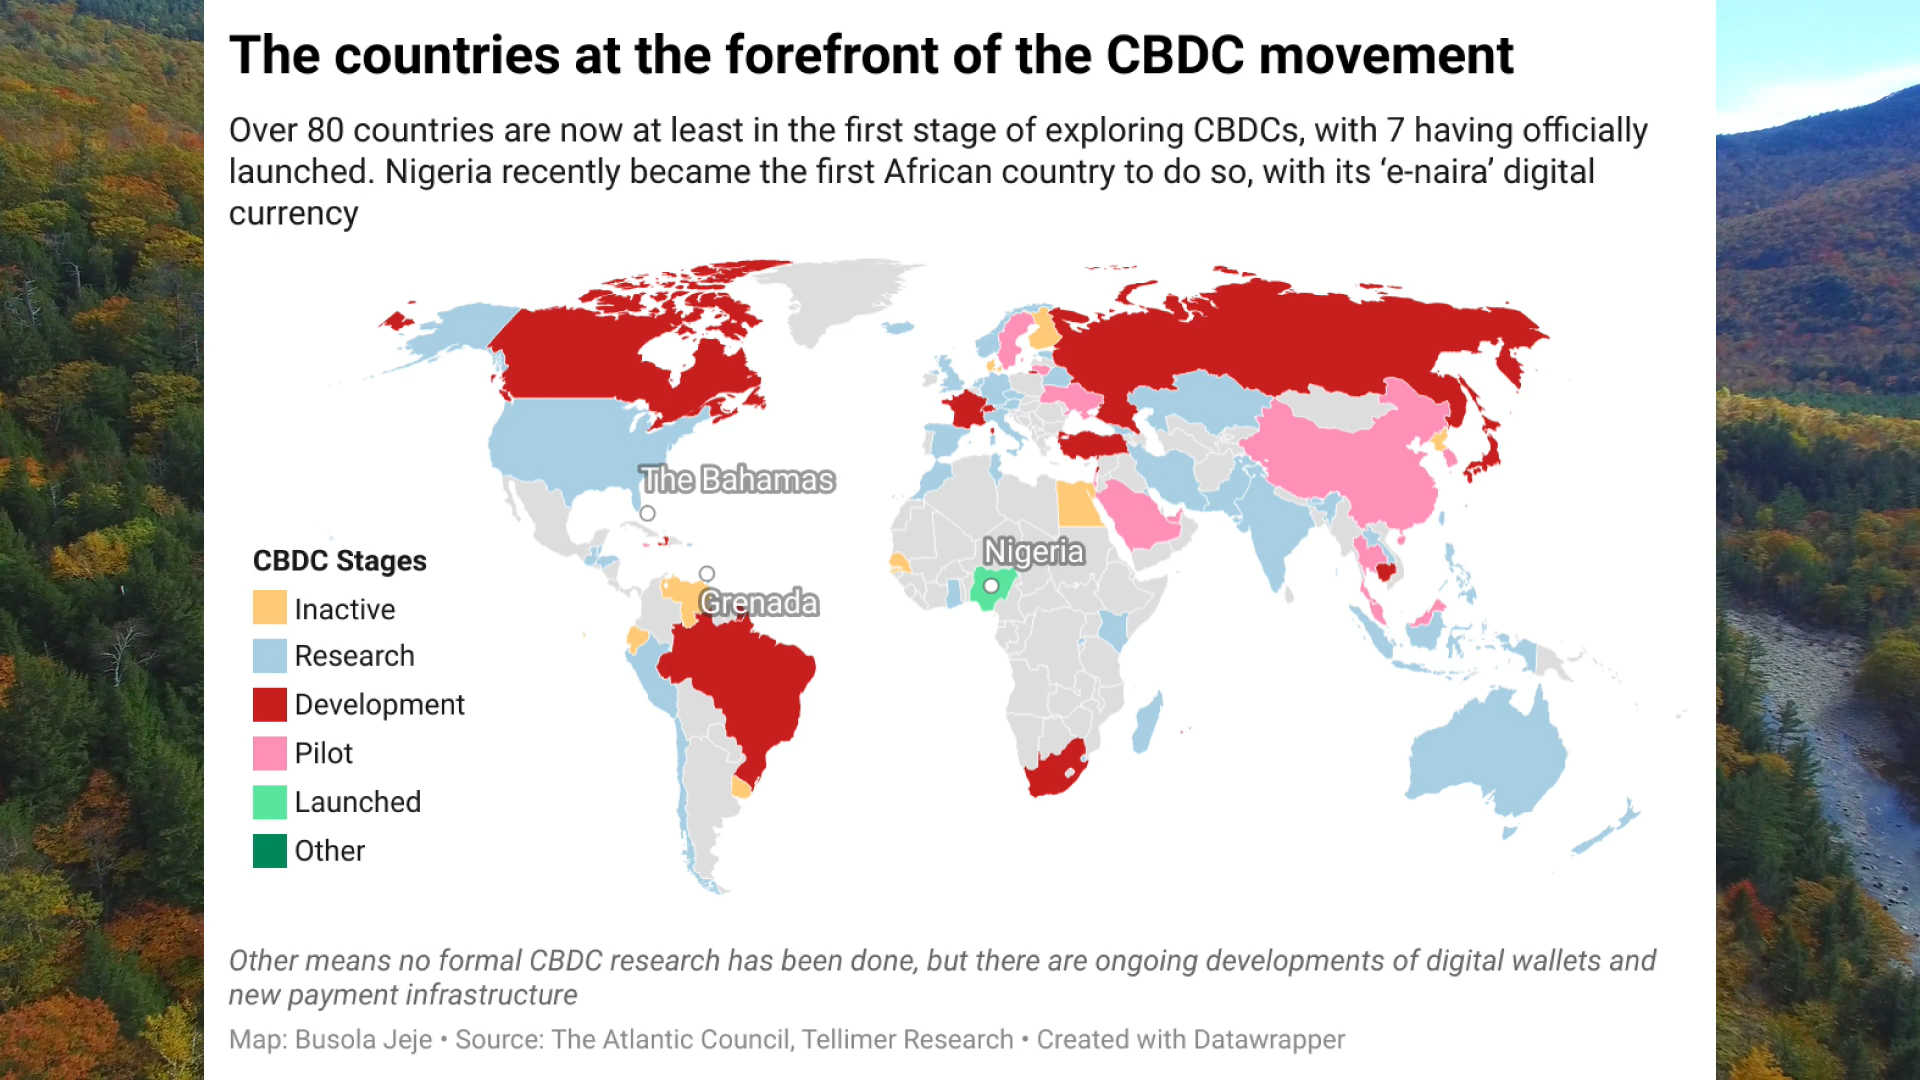 The countries at the forefront of the CBDC movement
Over 80 countries are now at least in the first stage of exploring CBDCs, with 7 having officially
launched. Nigeria recently became the first African country to do so, with its ‘e-naira’ digital
currency
The Bahamas
Nigeria
Grenada
CBDC Stages
Inactive
Research
Development
Pilot
Launched
Other
Other means no formal CBDC research has been done, but there are ongoing developments of digital wallets and
new payment infrastructure
Map: Busola Jeje • Source: The Atlantic Council, Tellimer Research • Created with Datawrapper